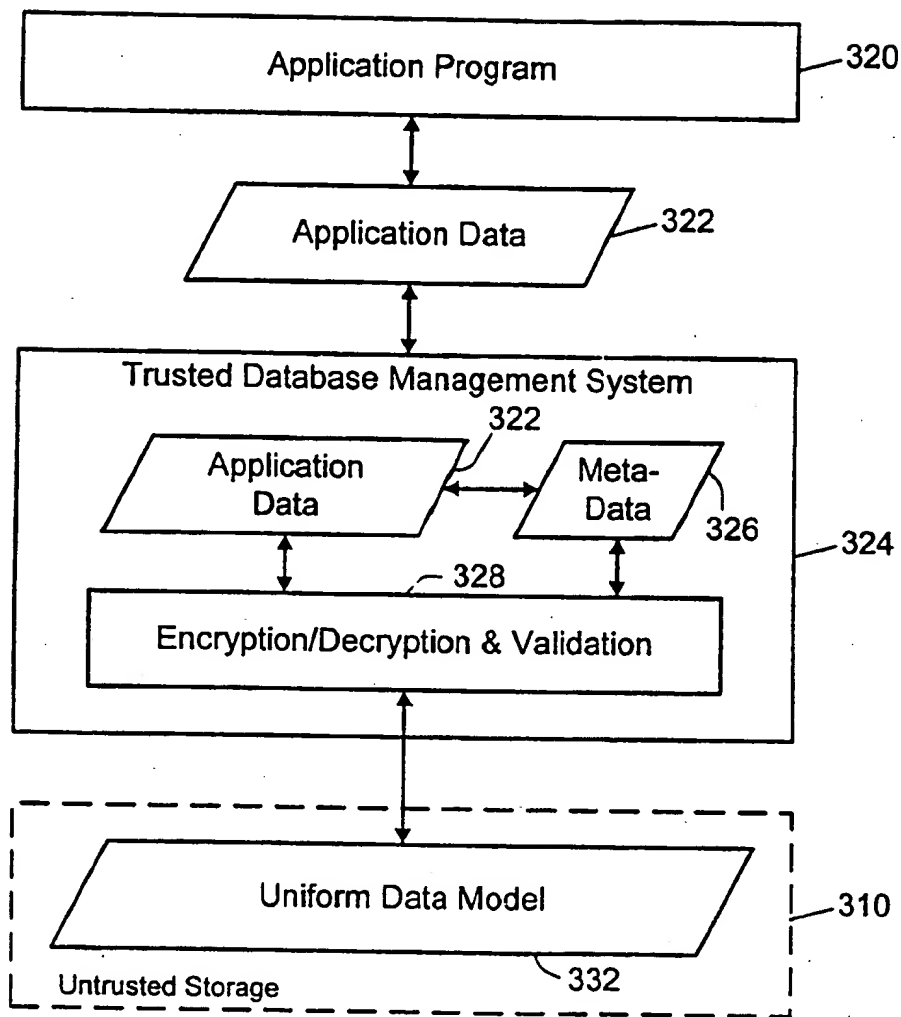 Application Program
320
Application Data
322
Trusted Database Management System
322
Application
Data
Meta-
Data
326
324
328
Encryption/Decryption & Validation
Uniform Data Model
310
332
Untrusted Storage